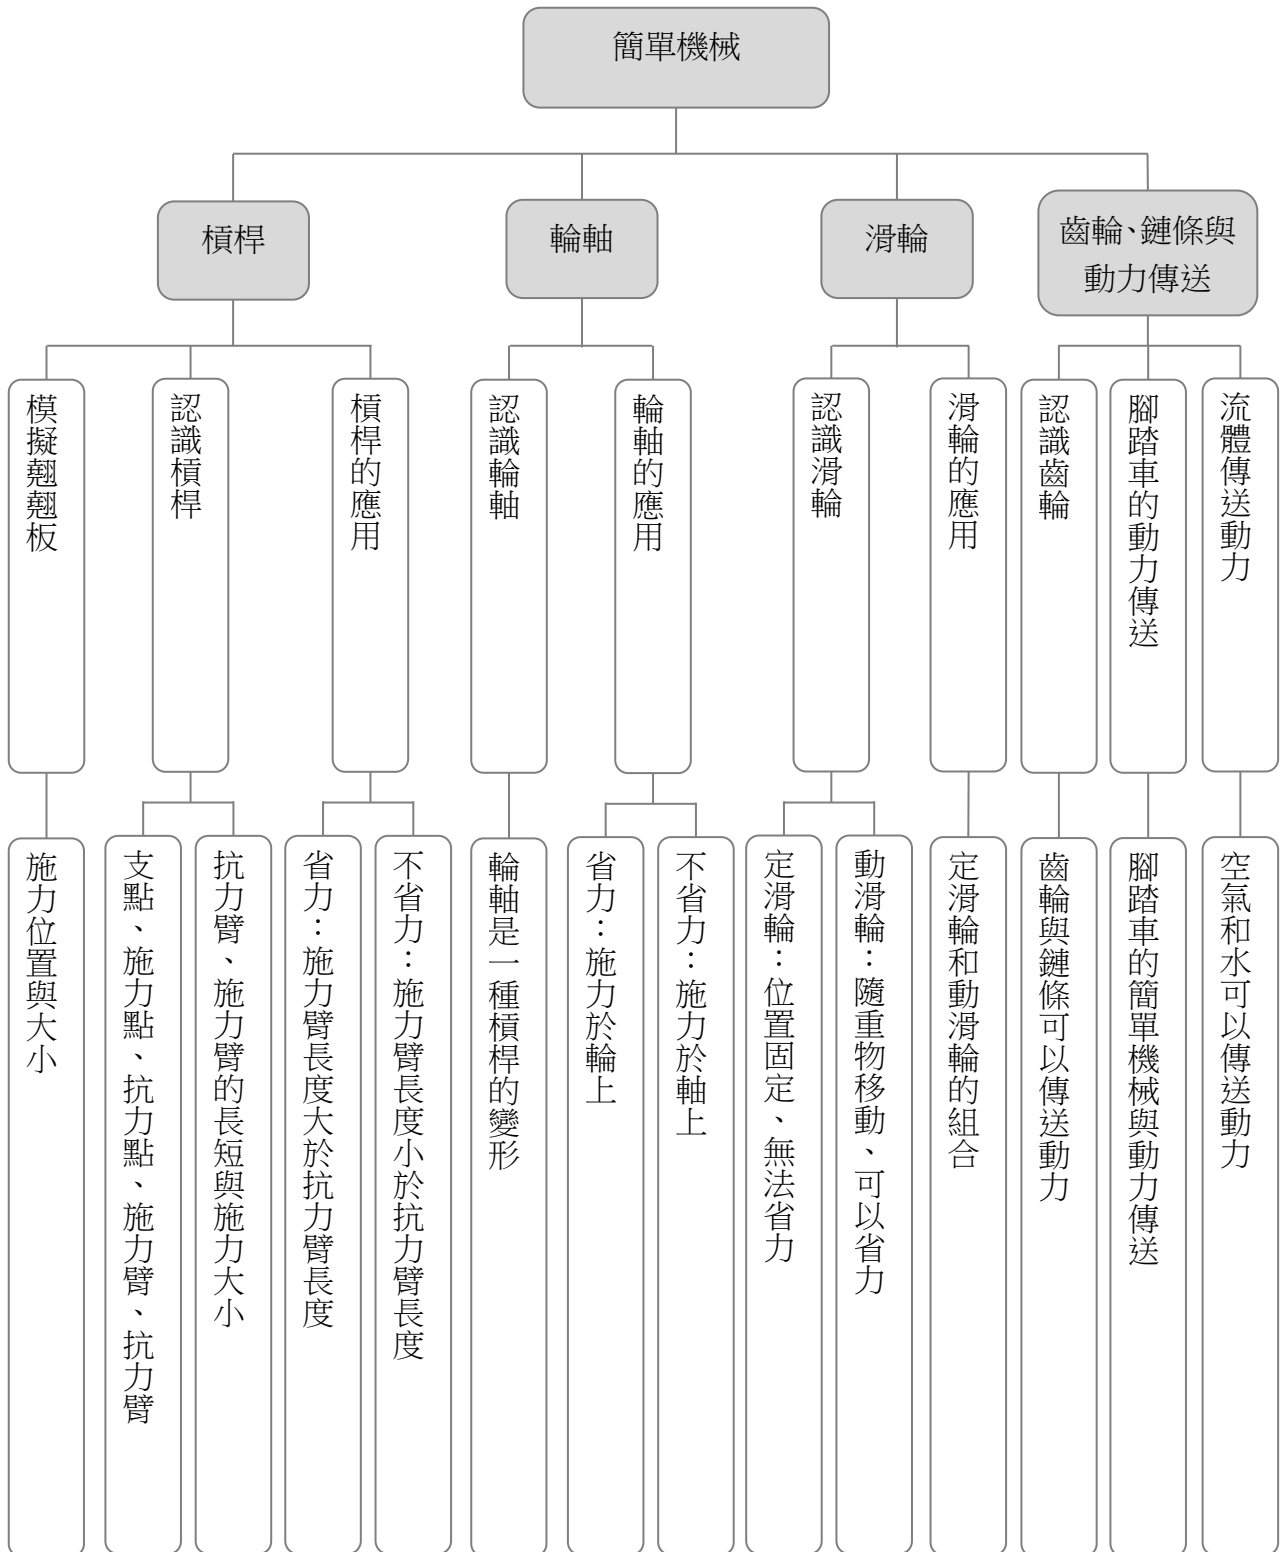 簡單機械
槓桿
輪軸
滑輪
齒輪、鏈條與
動力傳送
模擬翹翹板
認識槓桿
槓桿的應用
認識輪軸
輪軸的應用
認識滑輪
滑輪的應用
認識齒輪
腳踏車的動力傳送
流體傳送動力
施力位置與大小
支點、施力點、抗力點、施力臂、抗力臂
抗力臂、施力臂的長短與施力大小
省力：施力臂長度大於抗力臂長度
不省力：施力臂長度小於抗力臂長度
輪軸是一種槓桿的變形
省力：施力於輪上
不省力：施力於軸上
定滑輪：位置固定、無法省力
動滑輪：隨重物移動、可以省力
定滑輪和動滑輪的組合
齒輪與鏈條可以傳送動力
腳踏車的簡單機械與動力傳送
空氣和水可以傳送動力